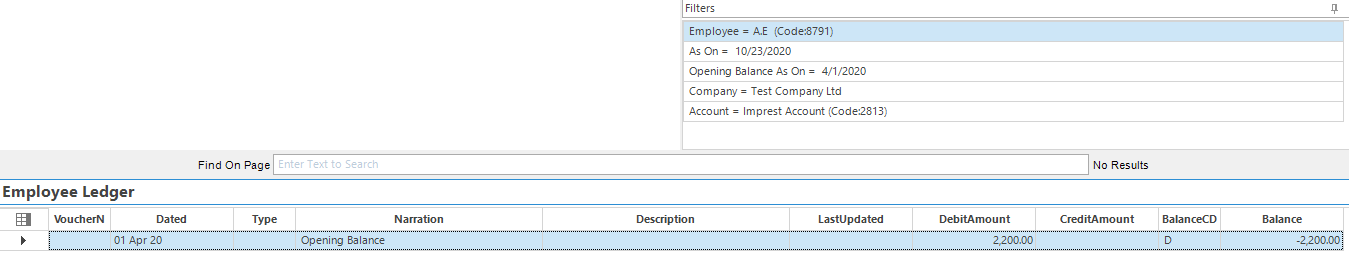 Filters
Employee = A.E  (Code:8791)
As On =  10/23/2020
Opening Balance As On =  4/1/2020
Company = Test Company Ltd
Account = Imprest Account (Code:2813)
Find On Page Enter Text to Search No Results
Employee Ledger
VoucherN Dated Type Narration Description LastUpdated DebitAmount CreditAmount BalanceCD Balance
01 Apr 20 Opening Balance 2,200.00 D -2,200.00